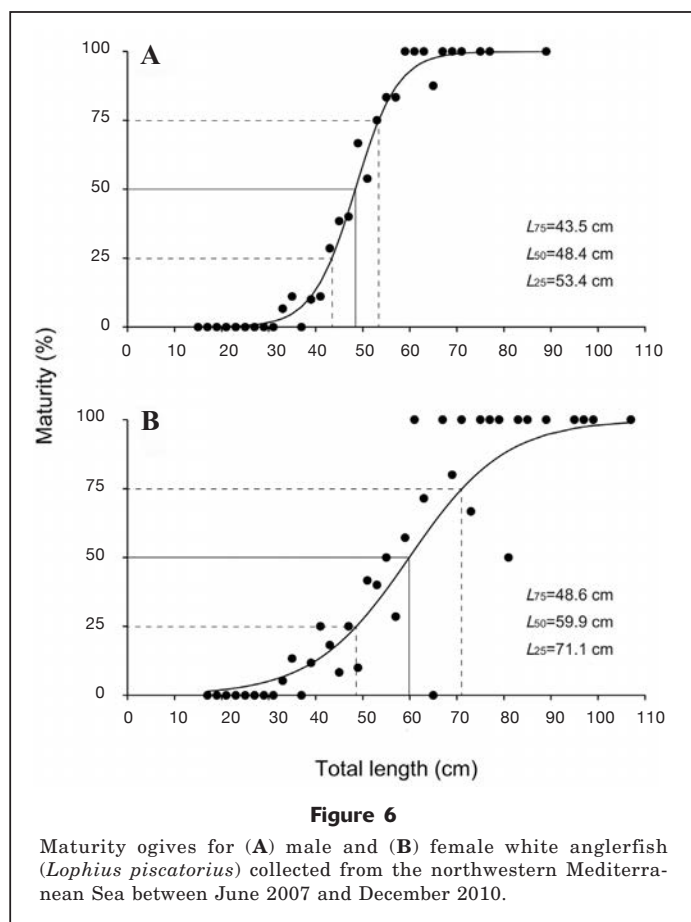 A
100
75
50
25
0
L75=43.5 cm
L50=48.4 cm
L25=53.4 cm
0 10 20 30 40 50 60 70 80 90 100 110
Maturity (%)
B
100
75
50
25
0
L75=48.6 cm
L50=59.9 cm
L25=71.1 cm
0 10 20 30 40 50 60 70 80 90 100 110
Total length (cm)
Figure 6
Maturity ogives for (A) male and (B) female white anglerfish
(Lophius piscatorius) collected from the northwestern Mediterra-
nean Sea between June 2007 and December 2010.